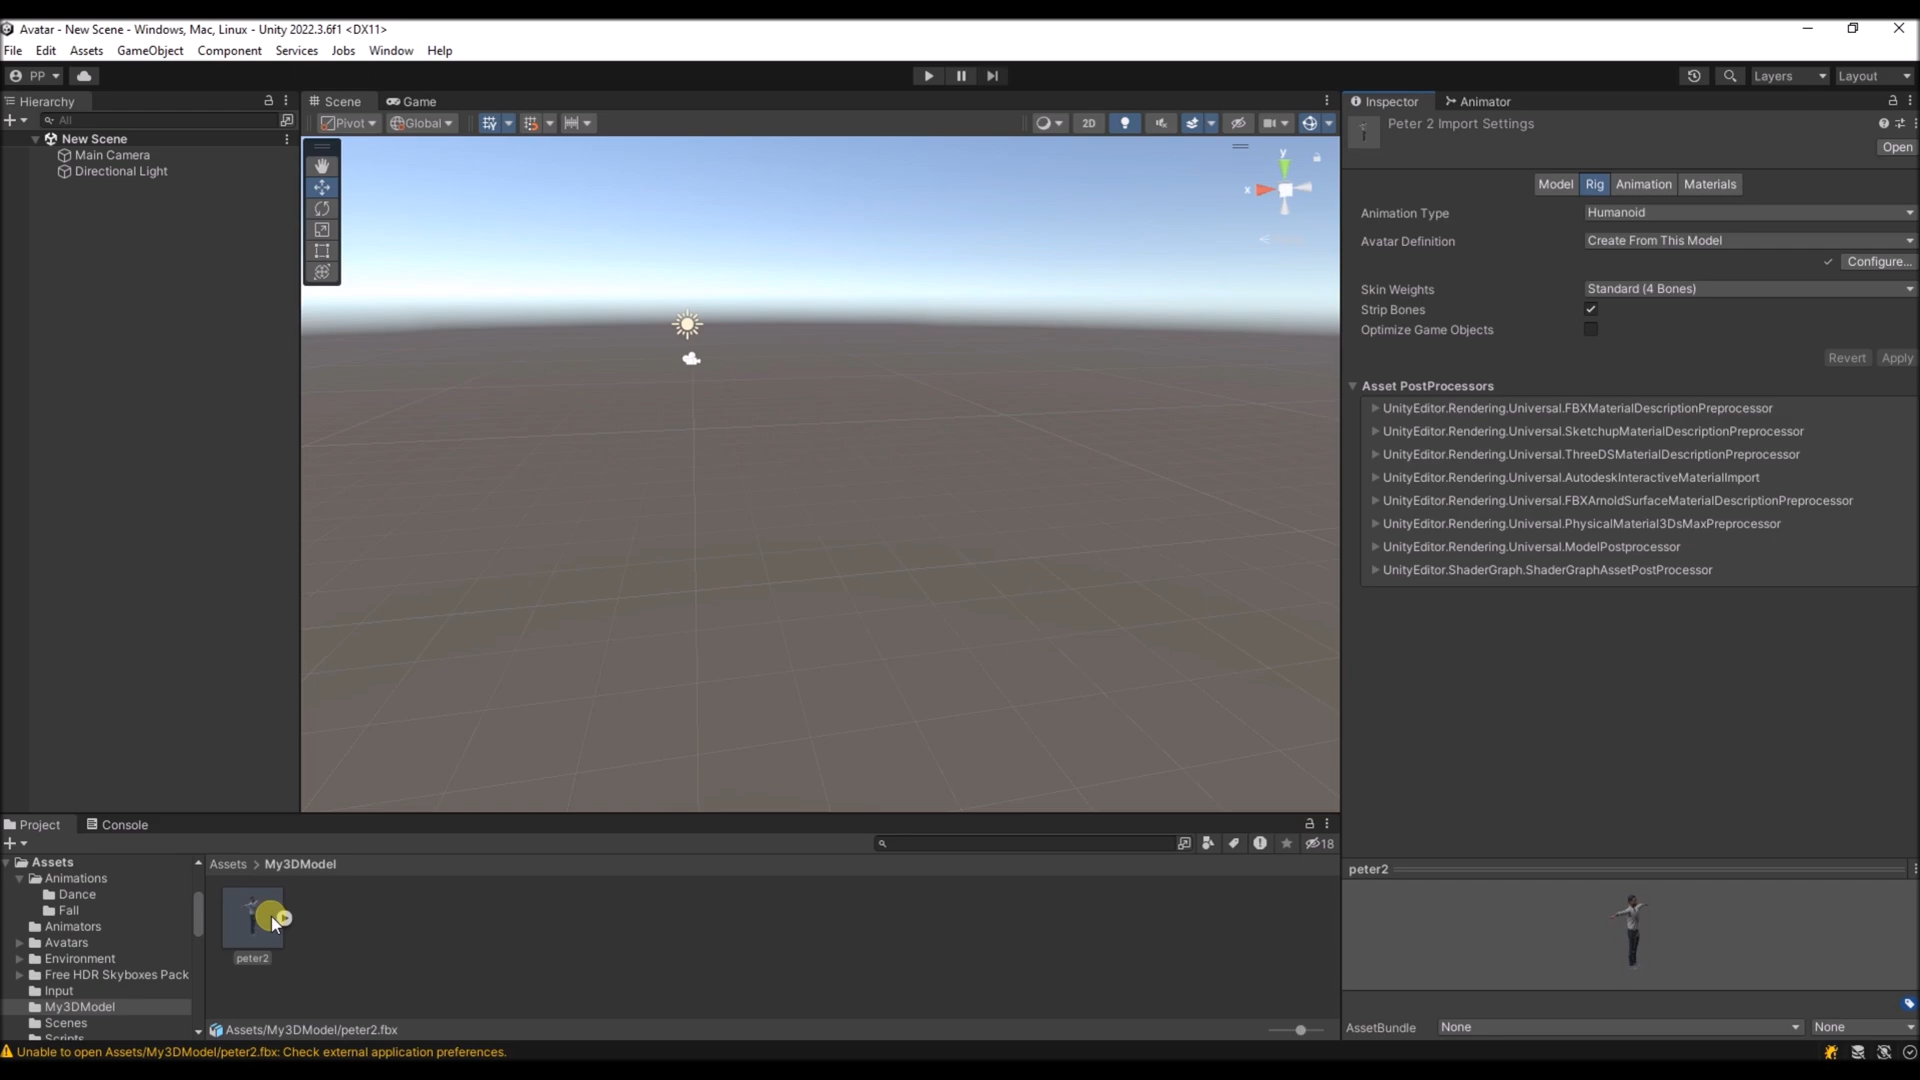 Avatar - New Scene - Windows, Mac, Linux - Unity 2022.3.6f1 <DX11>
File Edit Assets GameObject Component Services Jobs Window Help
PP Layers Layout
Hierarchy
All
New Scene
Main Camera
Directional Light
Scene Game
Pivot Global 2D
y
x
Inspector Animator
Peter 2 Import Settings
Open
Model Rig Animation Materials
Animation Type Humanoid
Avatar Definition Create From This Model
Configure...
Skin Weights Standard (4 Bones)
Strip Bones
Optimize Game Objects
Revert Apply
Asset PostProcessors
UnityEditor.Rendering.Universal.FBXMaterialDescriptionPreprocessor
UnityEditor.Rendering.Universal.SketchupMaterialDescriptionPreprocessor
UnityEditor.Rendering.Universal.ThreeDSMaterialDescriptionPreprocessor
UnityEditor.Rendering.Universal.AutodeskInteractiveMaterialImport
UnityEditor.Rendering.Universal.FBXArnoldSurfaceMaterialDescriptionPreprocessor
UnityEditor.Rendering.Universal.PhysicalMaterial3DsMaxPreprocessor
UnityEditor.Rendering.Universal.ModelPostprocessor
UnityEditor.ShaderGraph.ShaderGraphAssetPostProcessor
Project Console
18
Assets
Animations
Dance
Fall
Animators
Avatars
Environment
Free HDR Skyboxes Pack
Input
My3DModel
Scenes
Scripts
Assets > My3DModel
peter2
Assets/My3DModel/peter2.fbx
peter2
AssetBundle None None
Unable to open Assets/My3DModel/peter2.fbx: Check external application preferences.